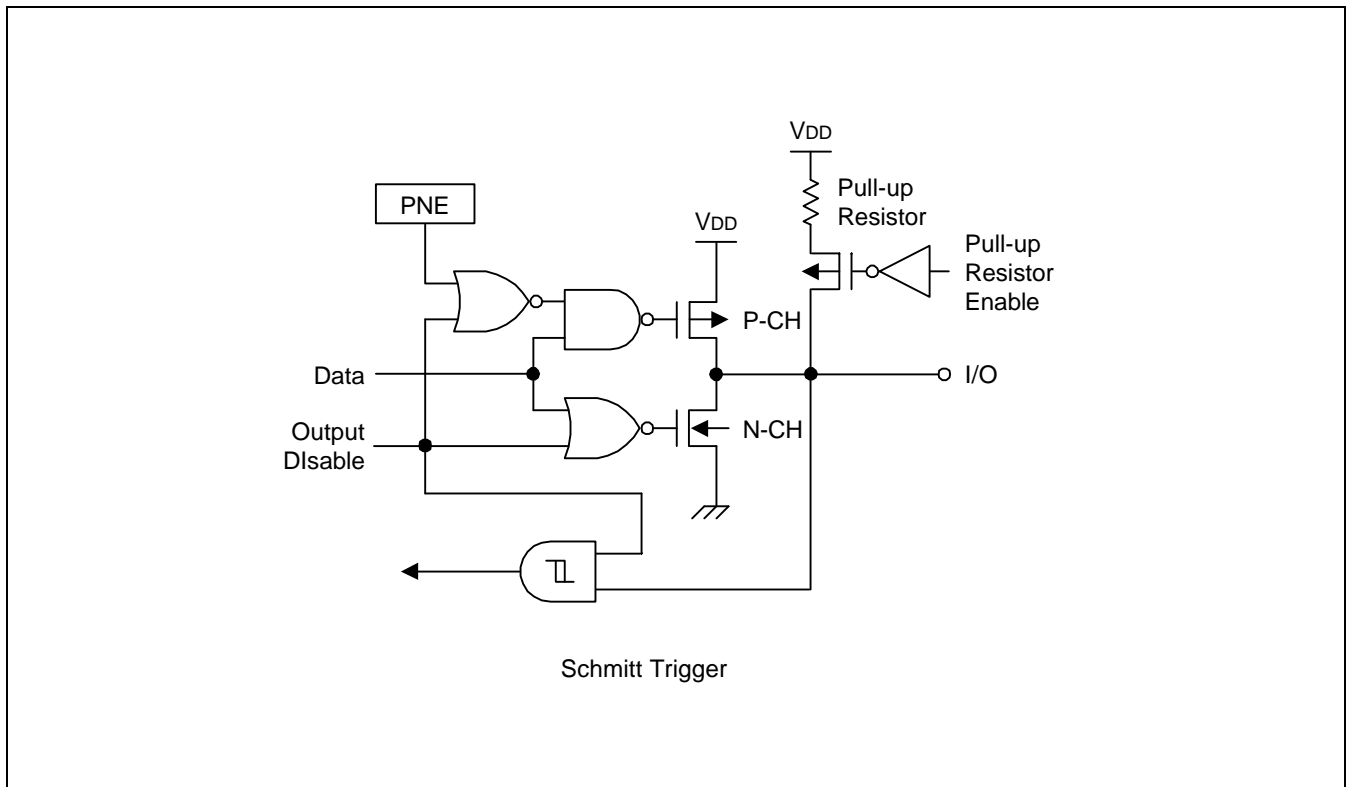 VDD
Pull-up
Resistor
PNE
VDD
Pull-up
Resistor
Enable
P-CH
Data
I/O
Output
DIsable
N-CH
Schmitt Trigger